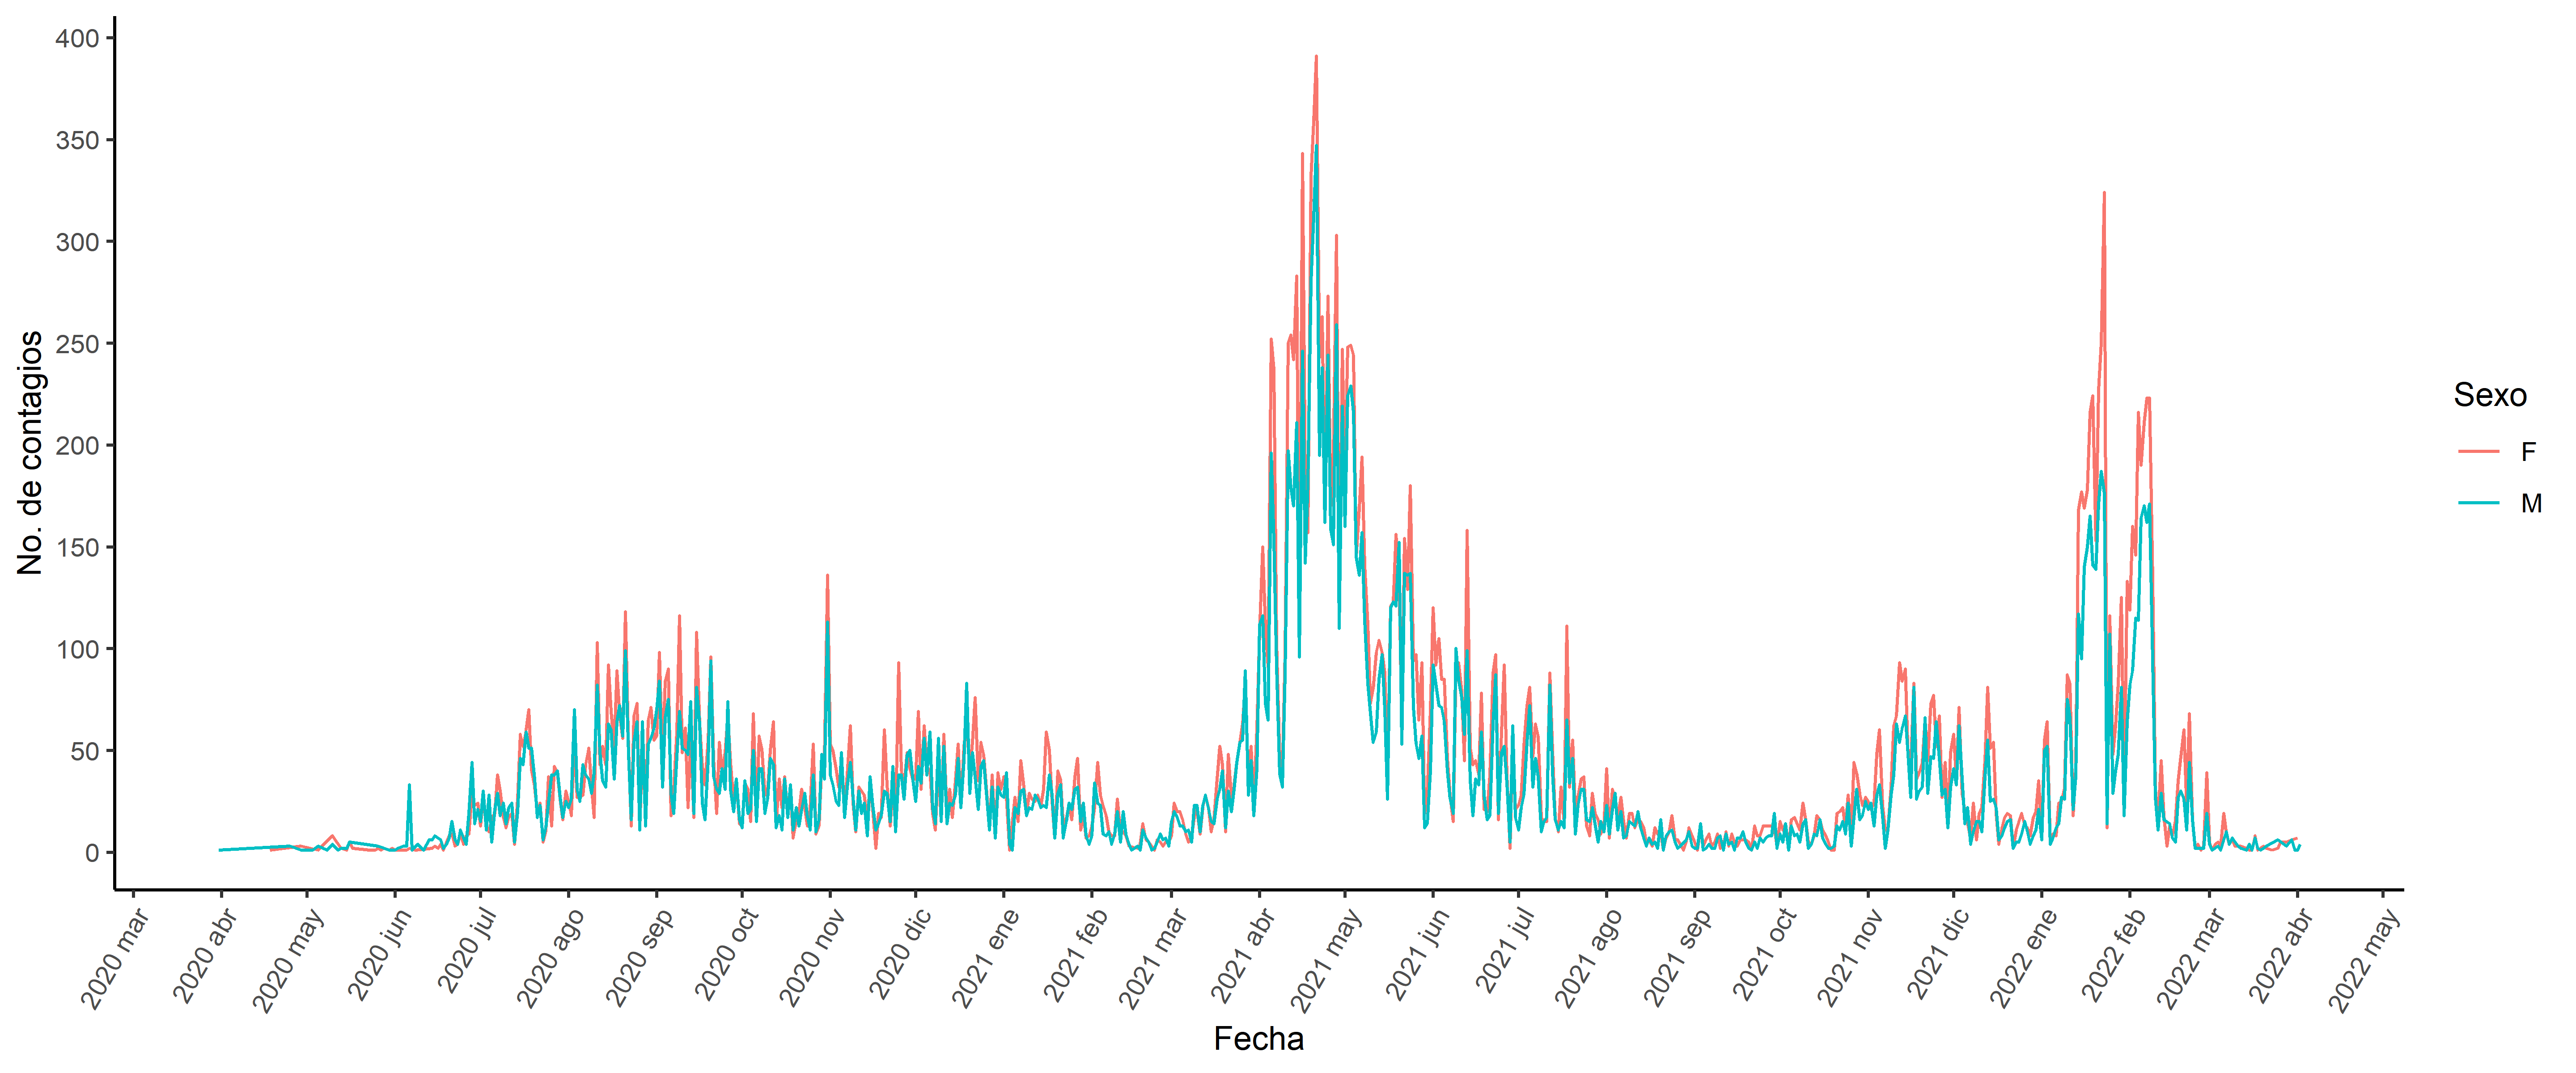 No. de contagios
400
350
300
250
200
150
100
50
0
2020 mar
2020 abr
2020 may
2020 jun
2020 jul
2020 ago
2020 sep
2020 oct
2020 nov
2020 dic
2021 ene
2021 feb
2021 mar
2021 abr
2021 may
2021 jun
2021 jul
2021 ago
2021 sep
2021 oct
2021 nov
2021 dic
2022 ene
2022 feb
2022 mar
2022 abr
2022 may
Fecha
Sexo
F
M